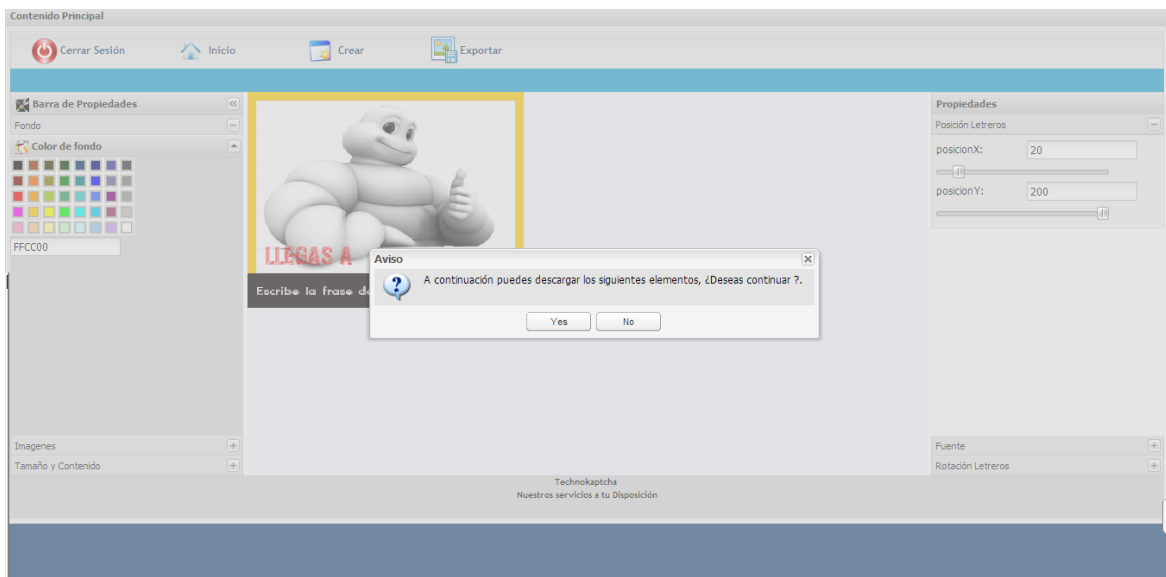 Contenido Principal
Cerrar Sesión
Inicio
Crear
Exportar
Barra de Propiedades
Fondo
Color de fondo
FFCC00
Imagenes
Tamaño y Contenido
LLEGAS A
Escribe la frase de
Aviso
A continuación puedes descargar los siguientes elementos, ¿Deseas continuar ?.
Yes
No
Propiedades
Posición Letreros
posicionX:
20
posicionY:
200
Fuente
Rotación Letreros
Technokaptcha
Nuestros servicios a tu Disposición